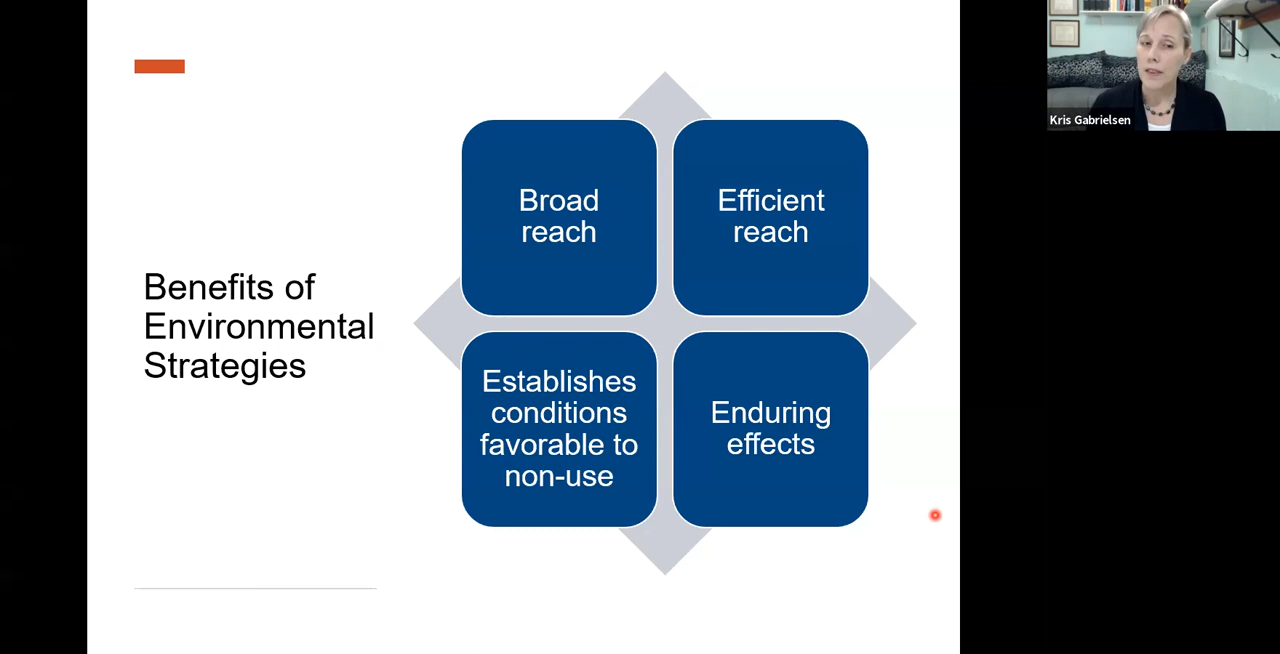 Benefits of
Environmental
Strategies
Broad
reach
Efficient
reach
Establishes
conditions
favorable to
non-use
Enduring
effects
Kris Gabrielsen